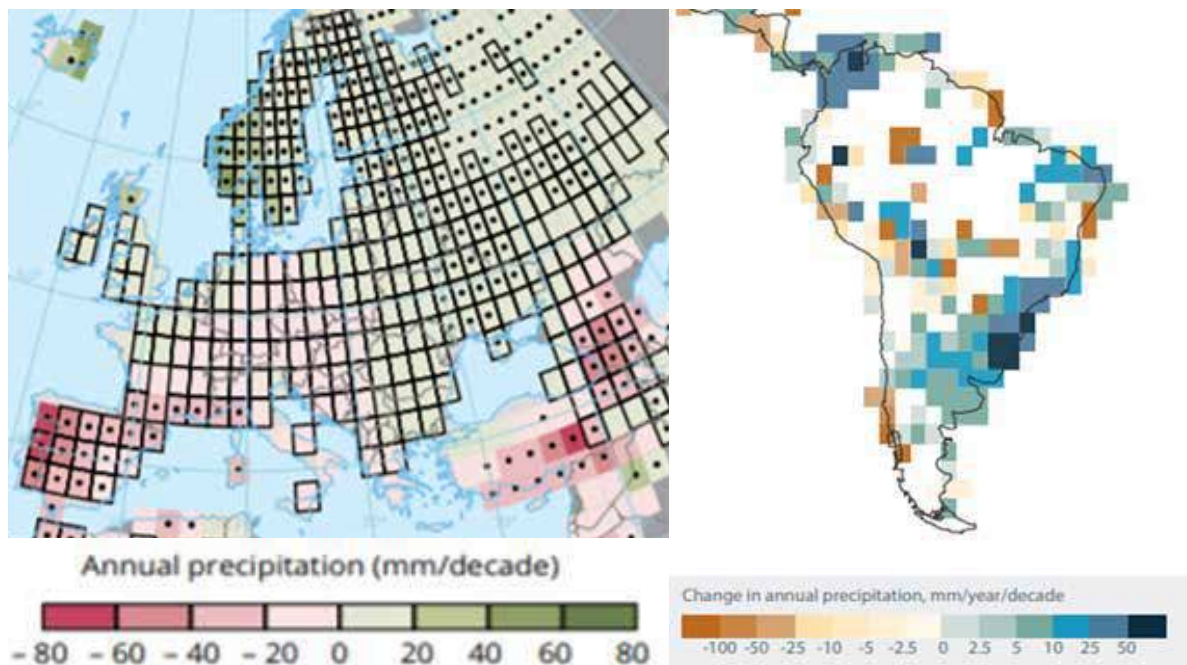 Annual precipitation (mm/decade)
– 80 – 60 – 40 – 20 0 20 40 60 80
Change in annual precipitation, mm/year/decade
-100 -50 -25 -10 -5 -2.5 0 2.5 5 10 25 50